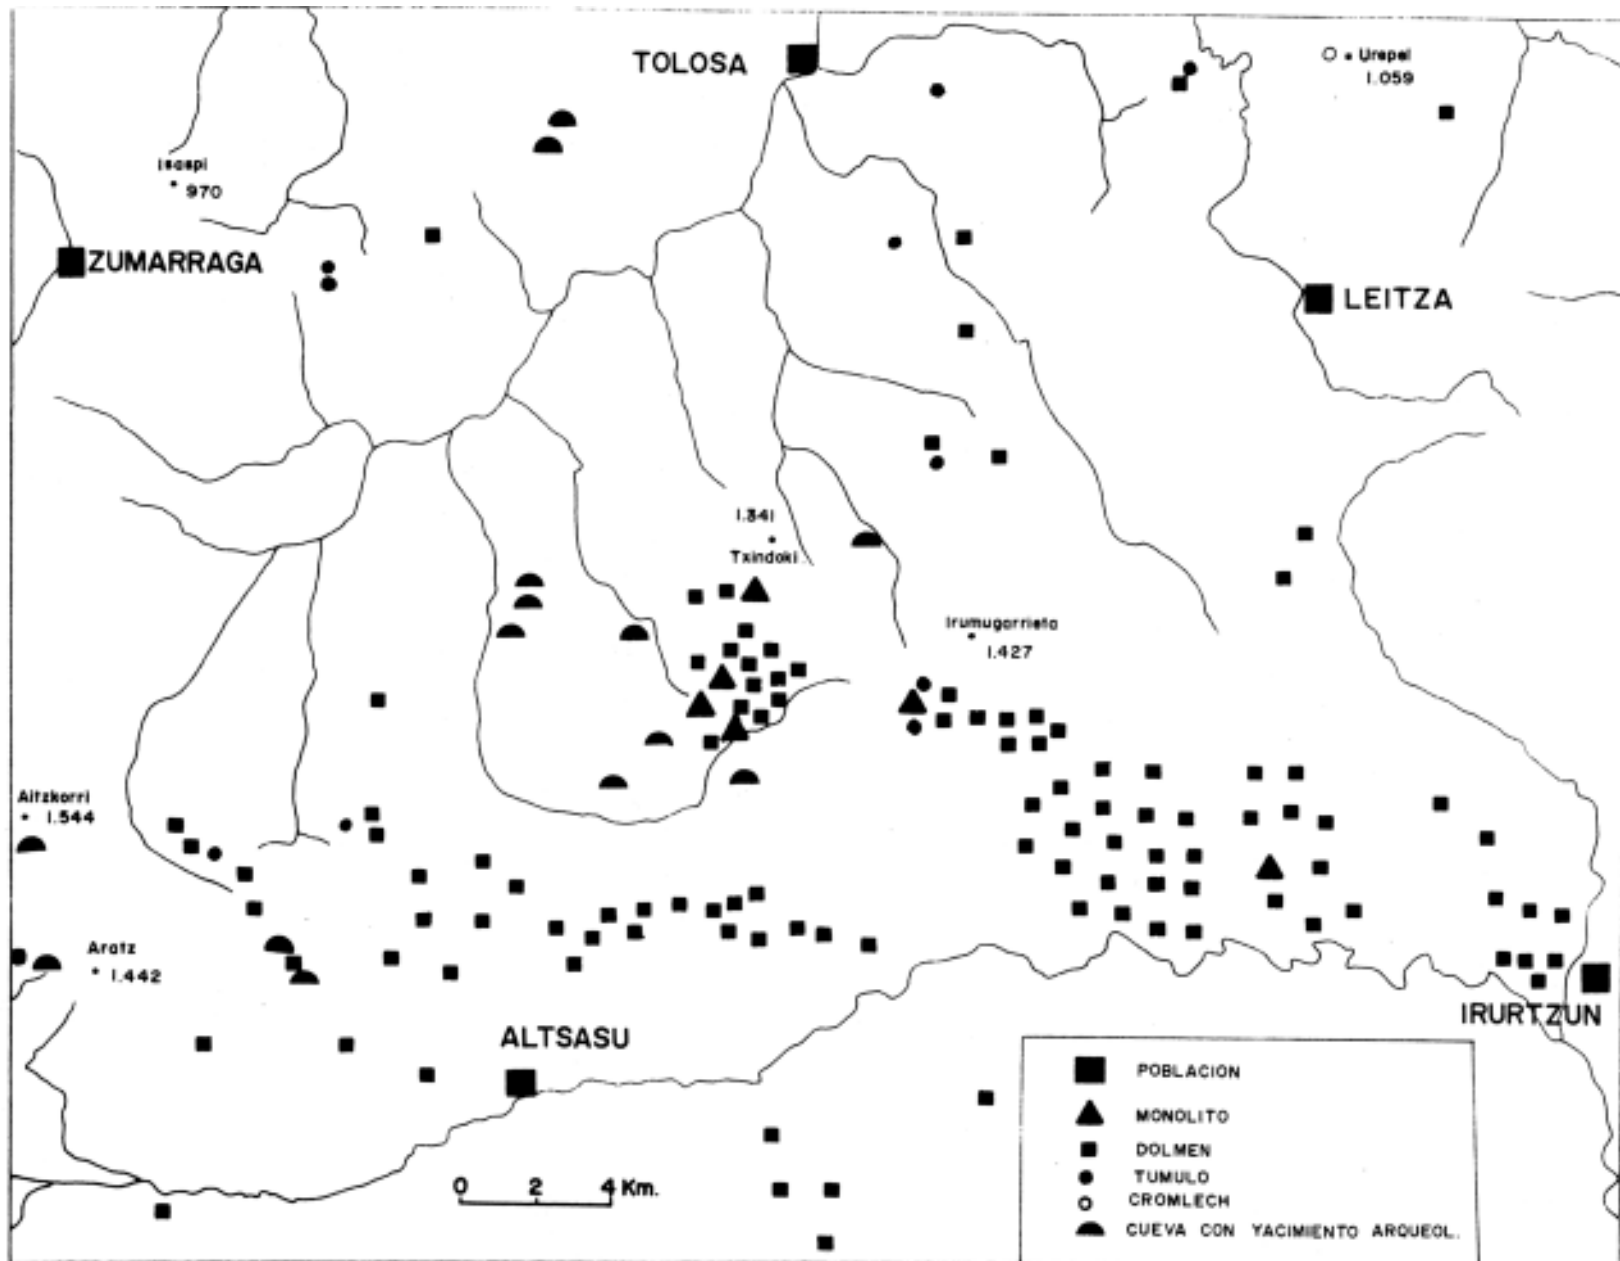 TOLOSA
Urepel
1.059
Isaspi
970
ZUMARRAGA
LEITZA
1.341
Txindoki
Irumugarrieta
1.427
Aitzkorri
1.544
Aratz
1.442
ALTSASU
IRURTZUN
0 2 4 Km.
POBLACION
MONOLITO
DOLMEN
TUMULO
CROMLECH
CUEVA CON YACIMIENTO ARQUEOL.